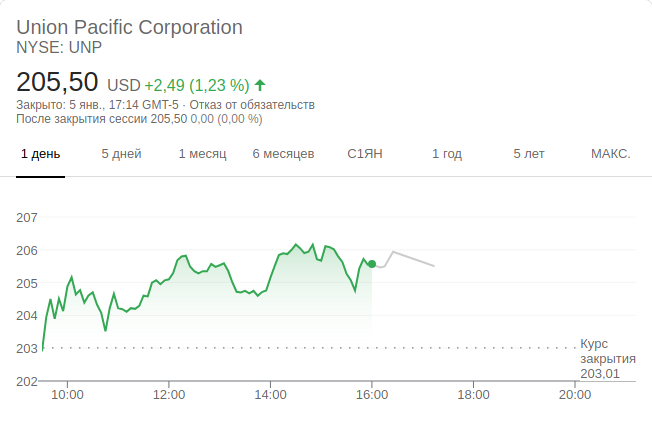 Union Pacific Corporation
NYSE: UNP
205,50 USD +2,49 (1,23 %)
Закрыто: 5 янв., 17:14 GMT-5 · Отказ от обязательств
После закрытия сессии 205,50 0,00 (0,00 %)
1 день 5 дней 1 месяц 6 месяцев С1ЯН 1 год 5 лет МАКС.
207
206
205
204
203
Курс
закрытия
203,01
202
10:00 12:00 14:00 16:00 18:00 20:00